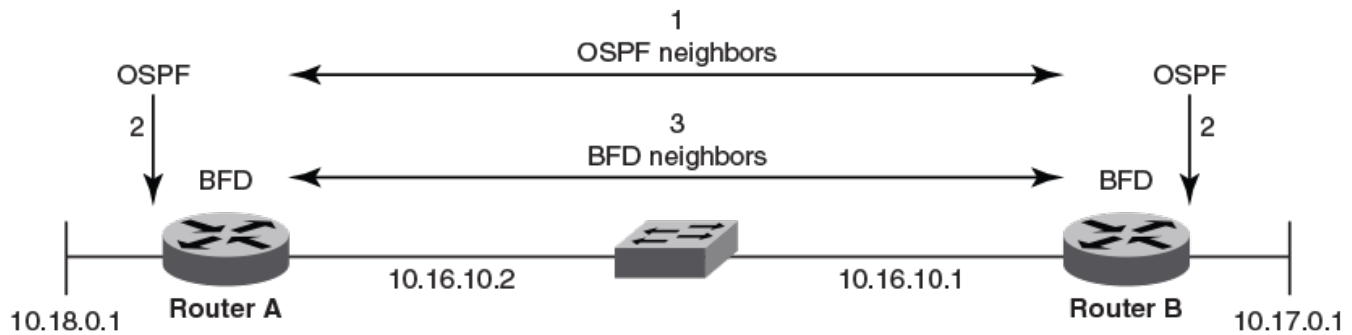 1
OSPF neighbors
OSPF
OSPF
2
3
2
BFD neighbors
BFD
BFD
10.16.10.2
10.16.10.1
Router A
Router B
10.18.0.1
10.17.0.1